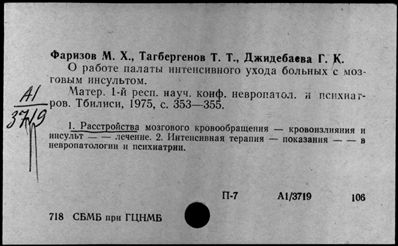 Фаризов М. Х., Тагбергенов Т. Т., Джидебаева Г. К.
О работе палаты интенсивного ухода больных с моз-
говым инсультом.
Матер. 1-й респ. науч. конф. невропатол. и психиат-
ров. Тбилиси, 1975, с. 353—355.
А1
3719
1. Расстройства мозгового кровообращения — кровоизлияния и
инсульт — — лечение. 2. Интенсивная терапия — показания — — в
невропатологии и психиатрии.
П-7 А1/3719 106
718 СБМБ при ГЦНМБ